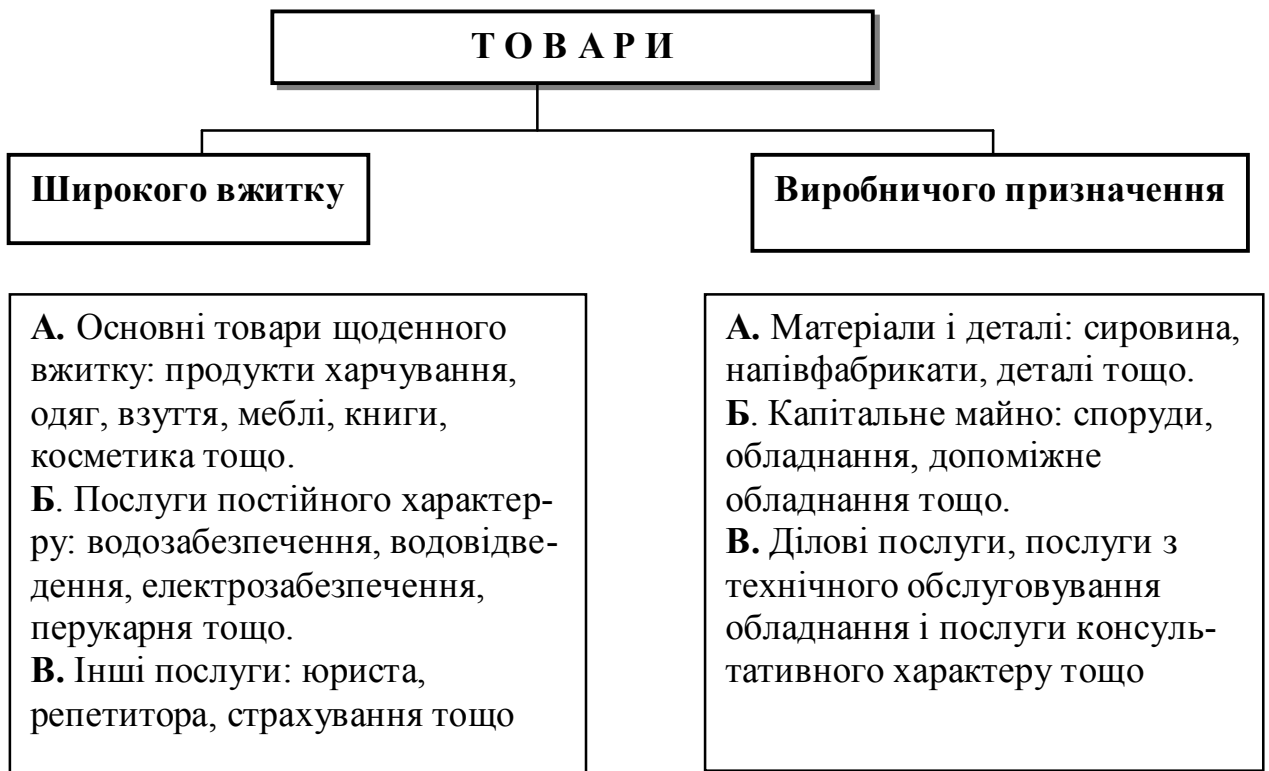 Т О В А Р И
Широкого вжитку
Виробничого призначення
А. Основні товари щоденного
вжитку: продукти харчування,
одяг, взуття, меблі, книги,
косметика тощо.
Б. Послуги постійного характер-
ру: водозабезпечення, водовідве-
дення, електрозабезпечення,
перукарня тощо.
В. Інші послуги: юриста,
репетитора, страхування тощо
А. Матеріали і деталі: сировина,
напівфабрикати, деталі тощо.
Б. Капітальне майно: споруди,
обладнання, допоміжне
обладнання тощо.
В. Ділові послуги, послуги з
технічного обслуговування
обладнання і послуги консуль-
тативного характеру тощо